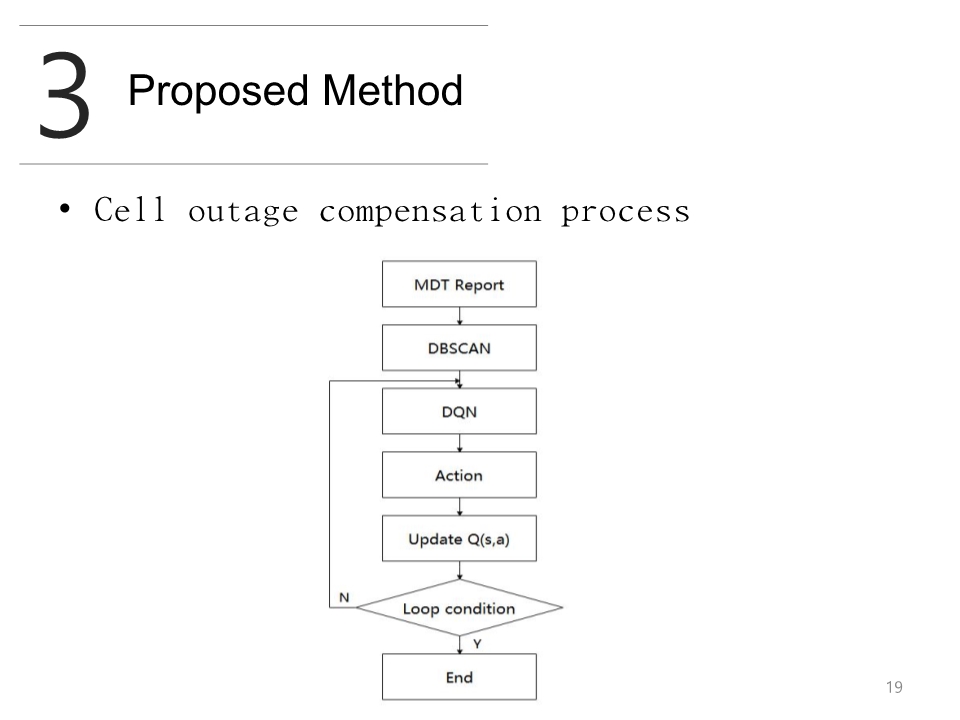 3
Proposed Method
• Cell outage compensation process
MDT Report
DBSCAN
DQN
Action
Update Q(s,a)
N
Loop condition
Y
End
19